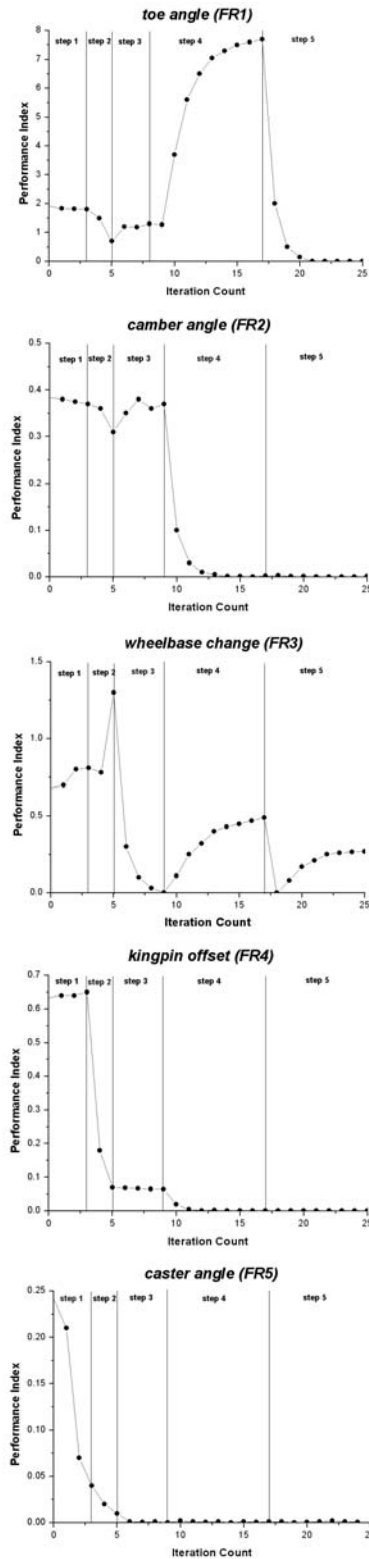 toe angle (FR1)
8
step 1 step 2 step 3 step 4 step 5
7
6
5
4
3
2
1
0
Performance Index
0 5 10 15 20 25
Iteration Count
camber angle (FR2)
0.5
step 1 step 2 step 3 step 4 step 5
0.4
0.3
0.2
0.1
0.0
Performance Index
0 5 10 15 20 25
Iteration Count
wheelbase change (FR3)
1.5
step 1 step 2 step 3 step 4 step 5
1.0
0.5
0.0
Performance Index
0 5 10 15 20 25
Iteration Count
kingpin offset (FR4)
0.7
step 1 step 2 step 3 step 4 step 5
0.6
0.5
0.4
0.3
0.2
0.1
0.0
Performance Index
0 5 10 15 20 25
Iteration Count
caster angle (FR5)
0.25
step 1 step 2 step 3 step 4 step 5
0.20
0.15
0.10
0.05
0.00
Performance Index
0 5 10 15 20 25
Iteration Count